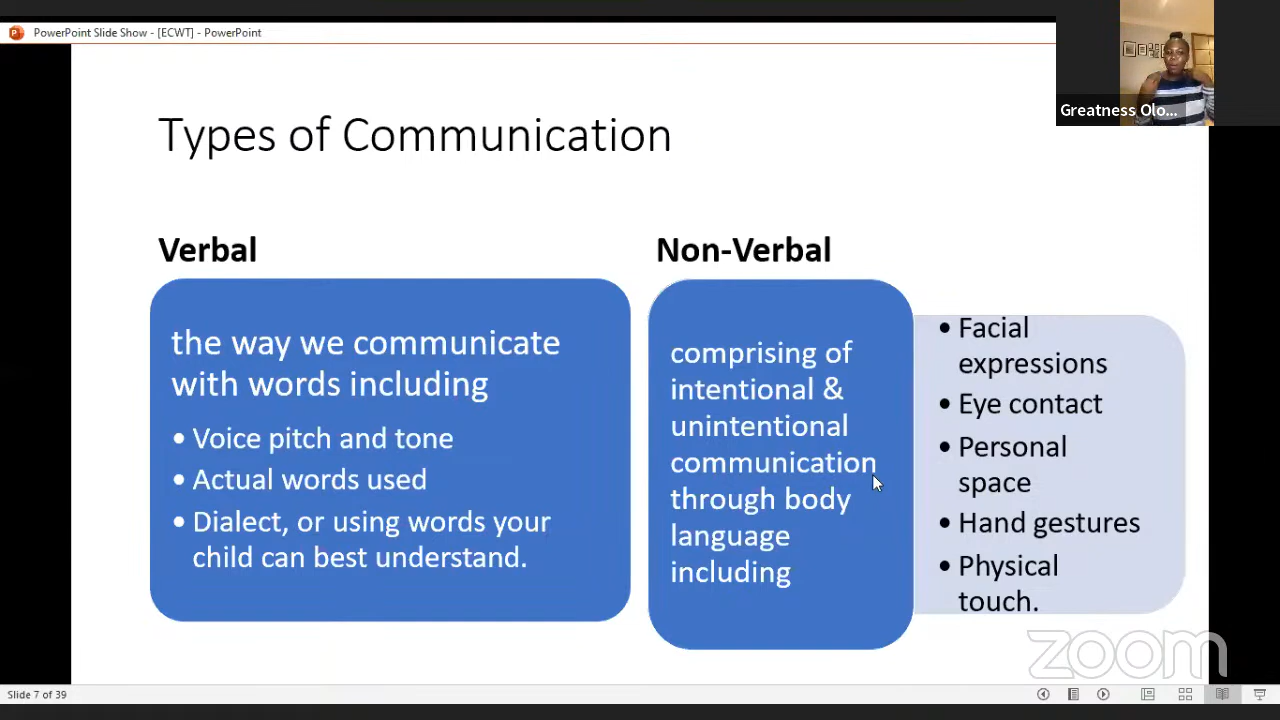 PowerPoint Slide Show - [ECWT] - PowerPoint
Greatness Olo...
Types of Communication
Verbal
the way we communicate
with words including
• Voice pitch and tone
• Actual words used
• Dialect, or using words your
child can best understand.
Non-Verbal
comprising of
intentional &
unintentional
communication
through body
language
including
• Facial
expressions
• Eye contact
• Personal
space
• Hand gestures
• Physical
touch.
zoom
Slide 7 of 39